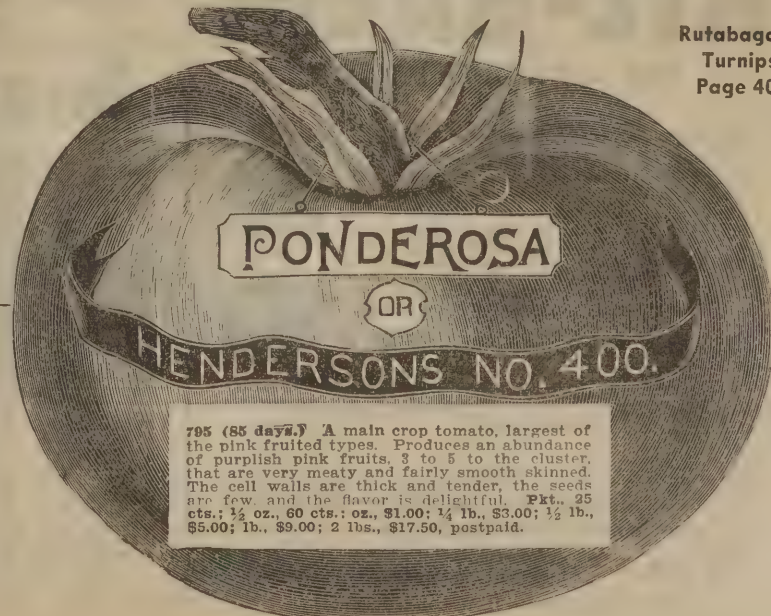 Rutabaga
Turnips
Page 40
PONDEROSA
OR
HENDERSONS NO. 400.
795 (85 days.) A main crop tomato, largest of
the pink fruited types. Produces an abundance
of purplish pink fruits, 3 to 5 to the cluster,
that are very meaty and fairly smooth skinned.
The cell walls are thick and tender, the seeds
are few, and the flavor is delightful. Pkt., 25
cts.; ½ oz., 60 cts.; oz., $1.00; ¼ lb., $3.00; ½ lb.,
$5.00; lb., $9.00; 2 lbs., $17.50, postpaid.